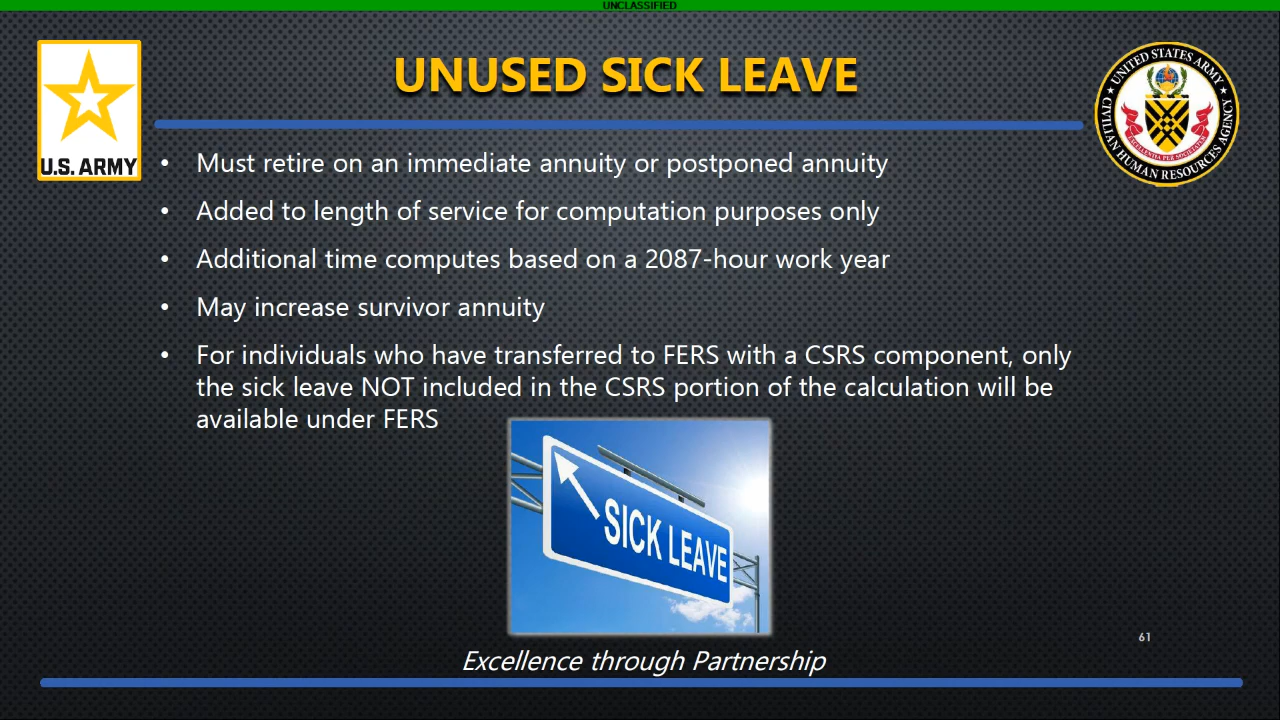 UNCLASSIFIED
UNUSED SICK LEAVE
U.S. ARMY
UNITED STATES ARMY
CIVILIAN HUMAN RESOURCES AGENCY
• Must retire on an immediate annuity or postponed annuity
• Added to length of service for computation purposes only
• Additional time computes based on a 2087-hour work year
• May increase survivor annuity
• For individuals who have transferred to FERS with a CSRS component, only
the sick leave NOT included in the CSRS portion of the calculation will be
available under FERS
SICK LEAVE
61
Excellence through Partnership